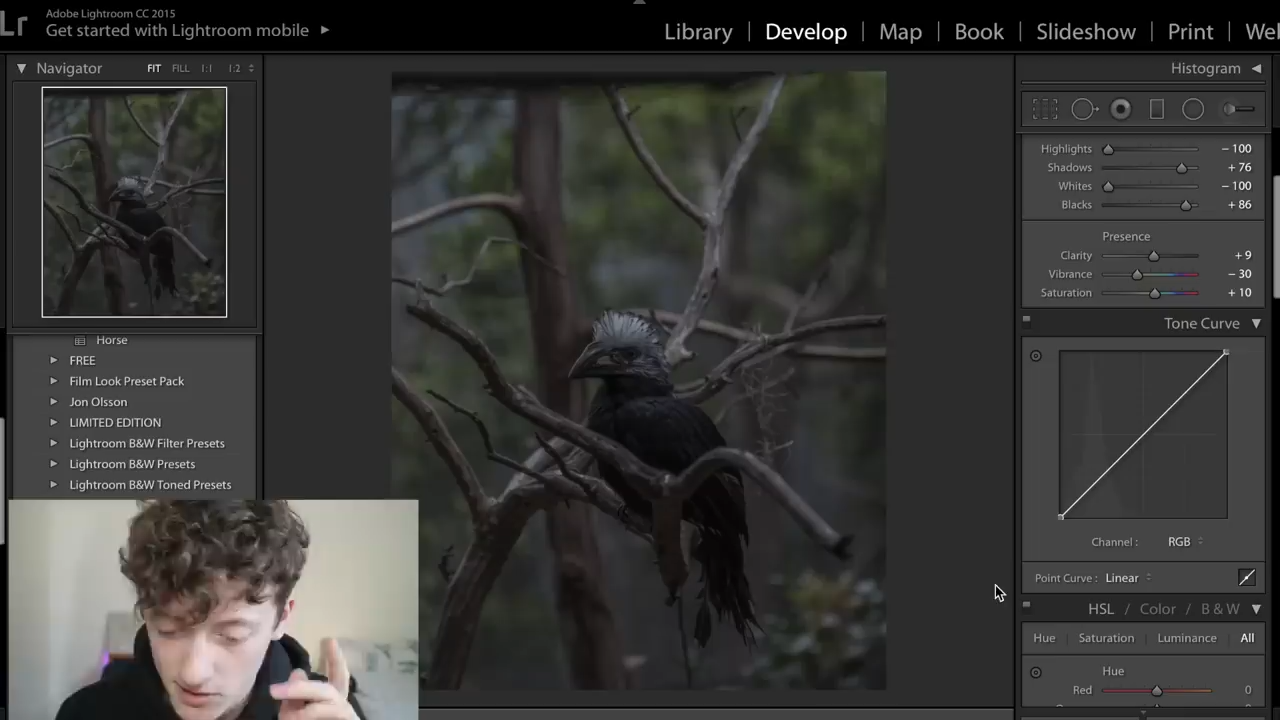 Lr
Adobe Lightroom CC 2015
Get started with Lightroom mobile
Library | Develop | Map | Book | Slideshow | Print | We
Navigator FIT FILL 1:1 1:2
Histogram
Highlights - 100
Shadows + 76
Whites - 100
Blacks + 86
Presence
Clarity + 9
Vibrance - 30
Saturation + 10
Tone Curve
Channel : RGB
Point Curve : Linear
HSL / Color / B & W
Hue Saturation Luminance All
Hue
Red 0
Horse
FREE
Film Look Preset Pack
Jon Olsson
LIMITED EDITION
Lightroom B&W Filter Presets
Lightroom B&W Presets
Lightroom B&W Toned Presets